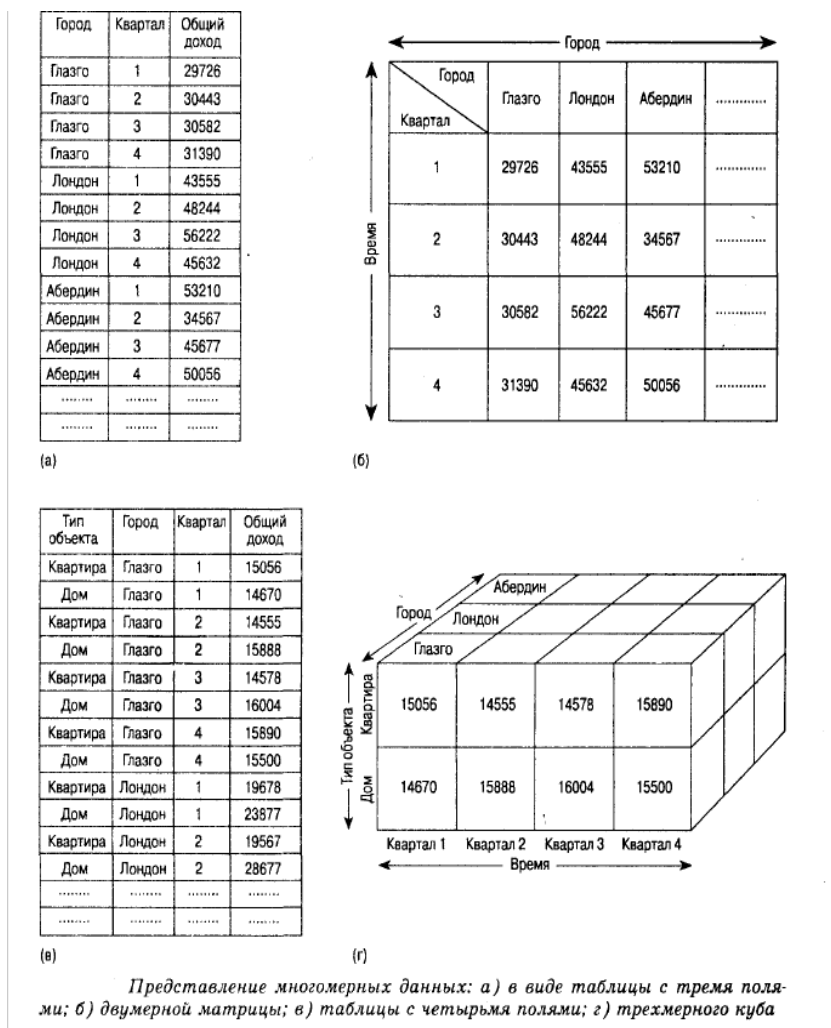 Город Квартал Общий доход
Глазго 1 29726
Глазго 2 30443
Глазго 3 30582
Глазго 4 31390
Лондон 1 43555
Лондон 2 48244
Лондон 3 56222
Лондон 4 45632
Абердин 1 53210
Абердин 2 34567
Абердин 3 45677
Абердин 4 50056
........ ........ ........
........ ........ ........
(а)
Город
Время
Город
Квартал
Глазго Лондон Абердин .............
1 29726 43555 53210 .............
2 30443 48244 34567 .............
3 30582 56222 45677 .............
4 31390 45632 50056 .............
(б)
Тип объекта Город Квартал Общий доход
Квартира Глазго 1 15056
Дом Глазго 1 14670
Квартира Глазго 2 14555
Дом Глазго 2 15888
Квартира Глазго 3 14578
Дом Глазго 3 16004
Квартира Глазго 4 15890
Дом Глазго 4 15500
Квартира Лондон 1 19678
Дом Лондон 1 23877
Квартира Лондон 2 19567
Дом Лондон 2 28677
........ ........ ........ ........
........ ........ ........ ........
(в)
Город
Абердин
Лондон
Глазго
Тип объекта
Квартира
15056 14555 14578 15890
Дом
14670 15888 16004 15500
Квартал 1 Квартал 2 Квартал 3 Квартал 4
Время
(г)
Представление многомерных данных: а) в виде таблицы с тремя поля-
ми; б) двумерной матрицы; в) таблицы с четырьмя полями; г) трехмерного куба